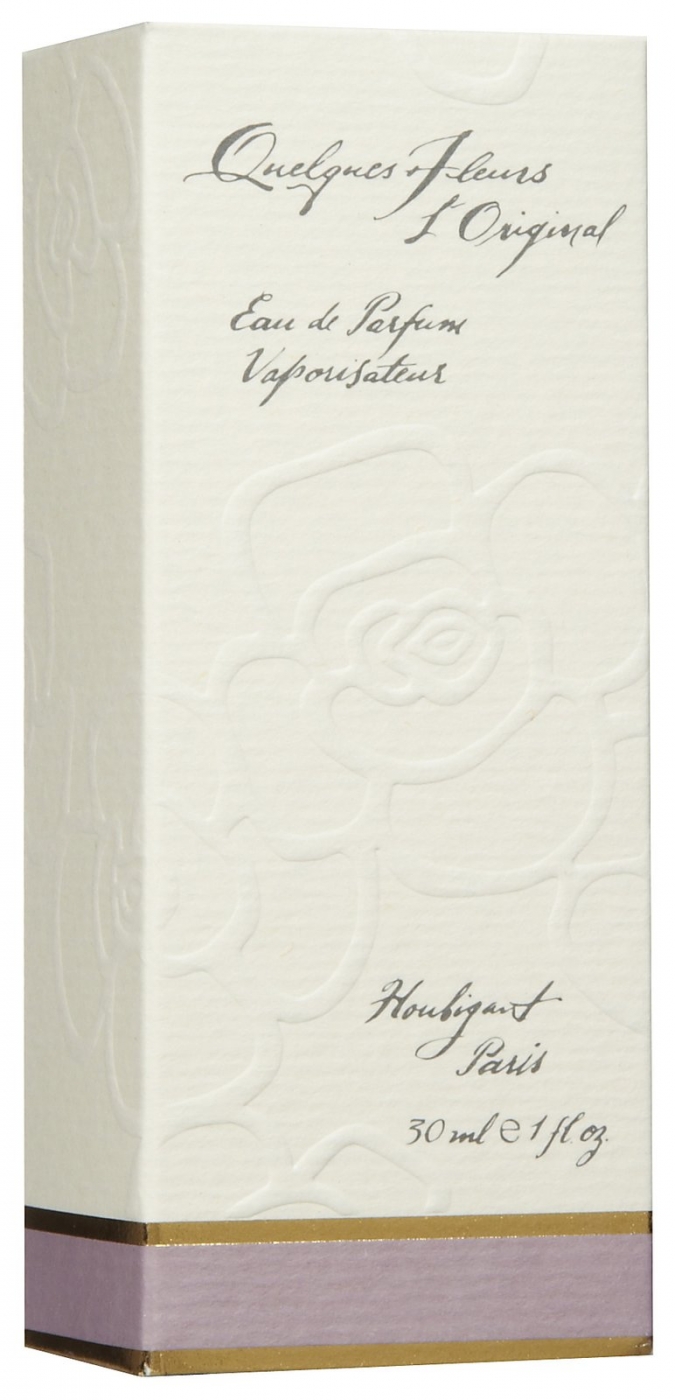 Quelques Fleurs
L'Original
Eau de Parfum
Vaporisateur
Houbigant
Paris
30 ml e 1 fl. oz.